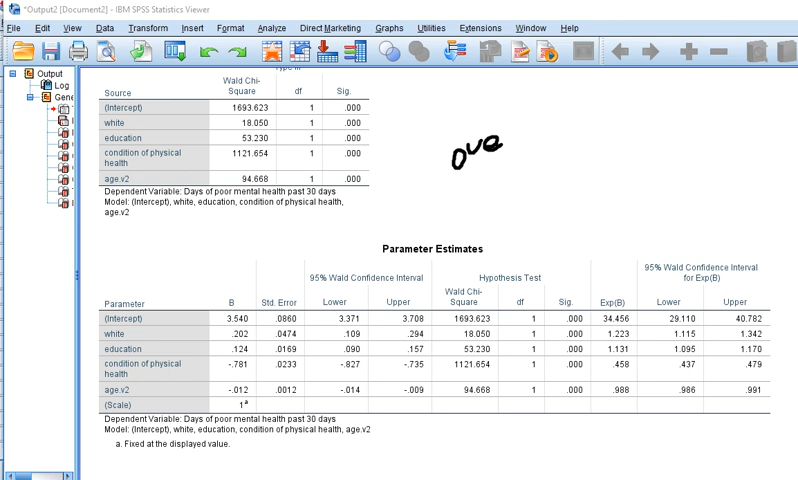 *Output2 [Document2] - IBM SPSS Statistics Viewer
File Edit View Data Transform Insert Format Analyze Direct Marketing Graphs Utilities Extensions Window Help
Output
Log
Gene
Wald Chi-
Square
Source df Sig.
(Intercept) 1693.623 1 .000
white 18.050 1 .000
education 53.230 1 .000
condition of physical
health 1121.654 1 .000
age.v2 94.668 1 .000
Dependent Variable: Days of poor mental health past 30 days
Model: (Intercept), white, education, condition of physical health,
age.v2
ove
Parameter Estimates
95% Wald Confidence Interval Hypothesis Test 95% Wald Confidence Interval
for Exp(B)
Parameter B Std. Error Lower Upper Wald Chi-
Square df Sig. Exp(B) Lower Upper
(Intercept) 3.540 .0860 3.371 3.708 1693.623 1 .000 34.456 29.110 40.782
white .202 .0474 .109 .294 18.050 1 .000 1.223 1.115 1.342
education .124 .0169 .090 .157 53.230 1 .000 1.131 1.095 1.170
condition of physical
health -.781 .0233 -.827 -.735 1121.654 1 .000 .458 .437 .479
age.v2 -.012 .0012 -.014 -.009 94.668 1 .000 .988 .986 .991
(Scale) 1a
Dependent Variable: Days of poor mental health past 30 days
Model: (Intercept), white, education, condition of physical health, age.v2
a. Fixed at the displayed value.